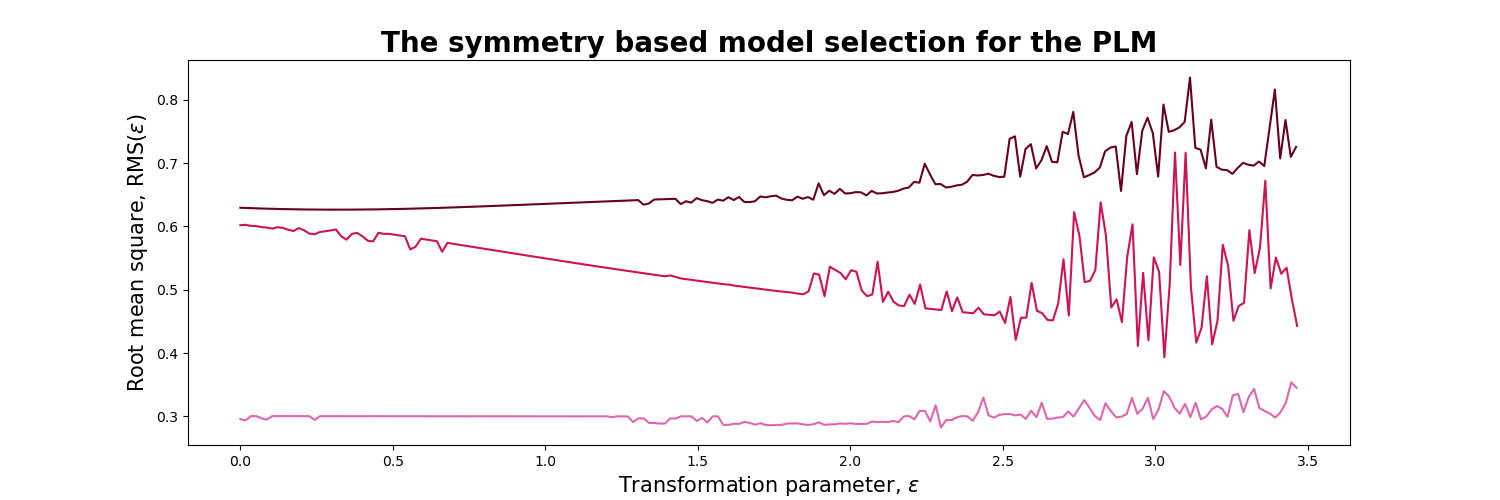 The symmetry based model selection for the PLM
Root mean square, RMS(ε)
0.8
0.7
0.6
0.5
0.4
0.3
0.0 0.5 1.0 1.5 2.0 2.5 3.0 3.5
Transformation parameter, ε